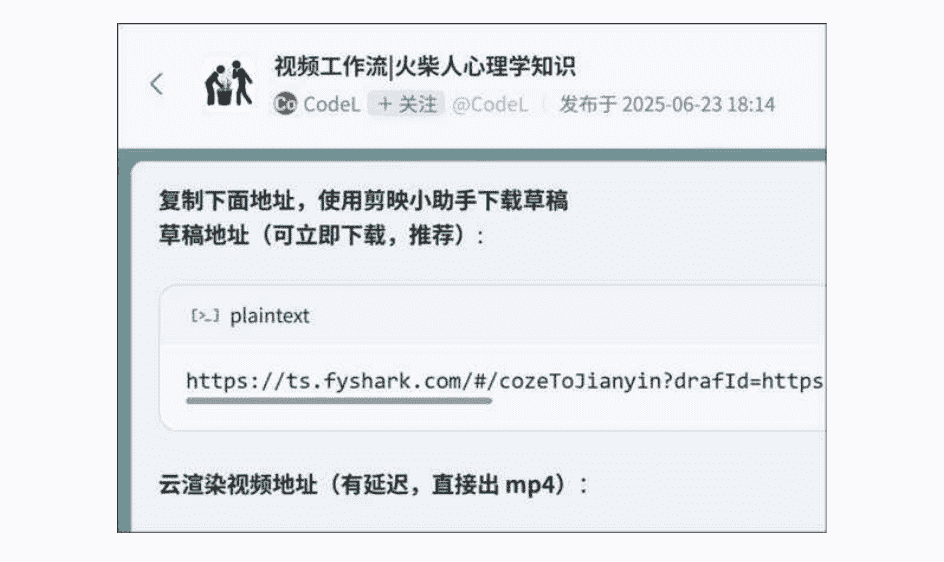 视频工作流|火柴人心理学知识
Co CodeL + 关注 @CodeL | 发布于 2025-06-23 18:14
复制下面地址，使用剪映小助手下载草稿
草稿地址（可立即下载，推荐）:
[>_] plaintext
https://ts.fyshark.com/#/cozeToJianyin?drafId=https
云渲染视频地址（有延迟，直接出 mp4）: